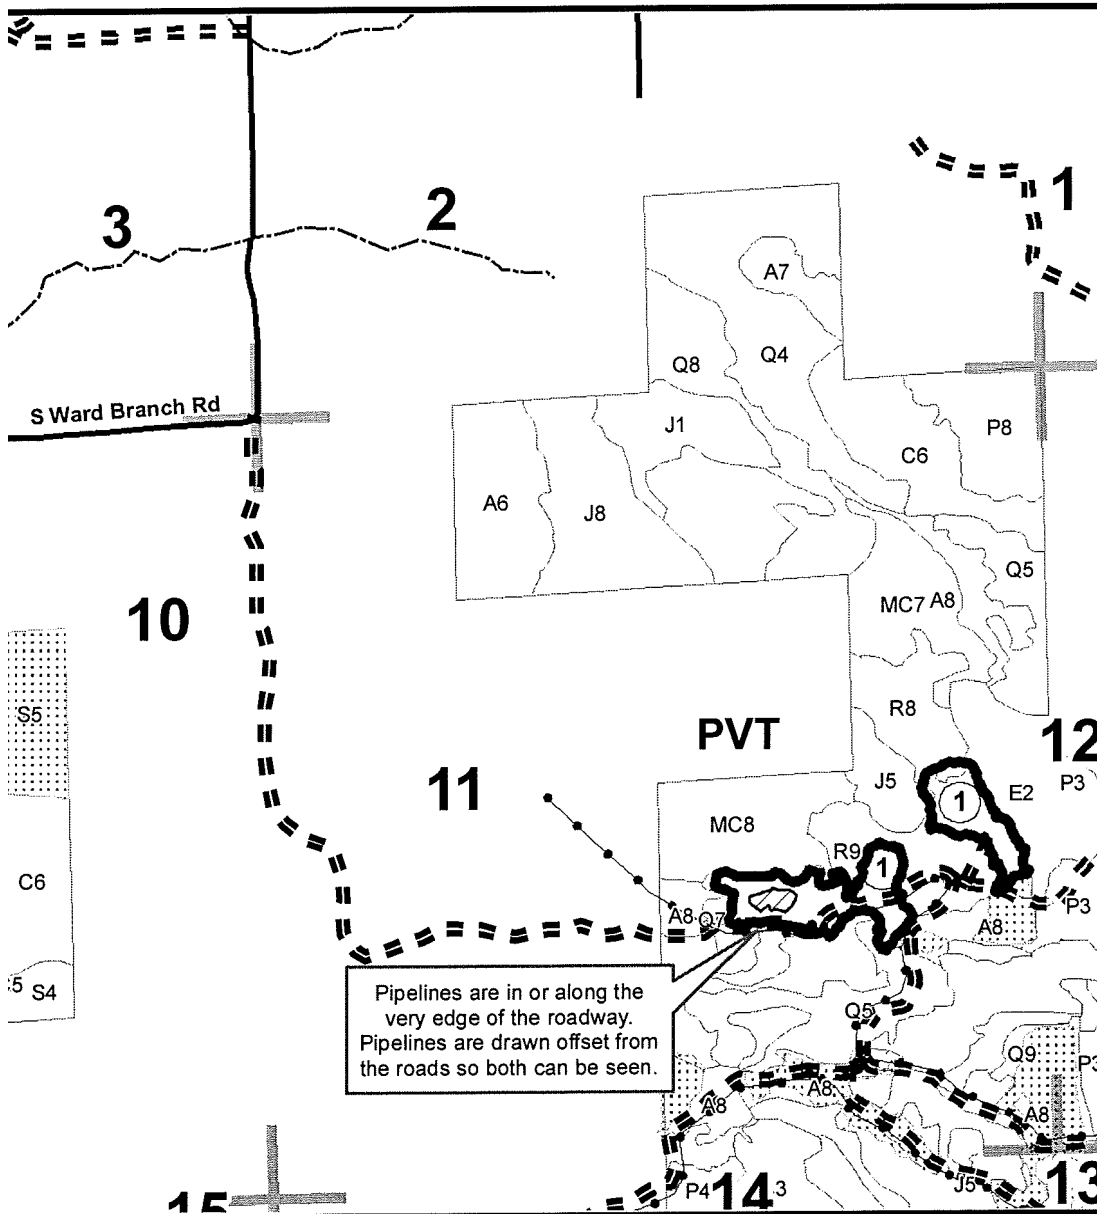 1
3
2
A7
Q8
Q4
S Ward Branch Rd
J1
P8
C6
A6
J8
Q5
MC7
A8
10
S5
R8
PVT
12
11
J5
1
E2
P3
MC8
C6
R9
1
A8
Q7
P3
A8
S4
Pipelines are in or along the
very edge of the roadway.
Pipelines are drawn offset from
the roads so both can be seen.
Q5
Q9
P3
A8
A8
A8
15
P4
14
J5
13